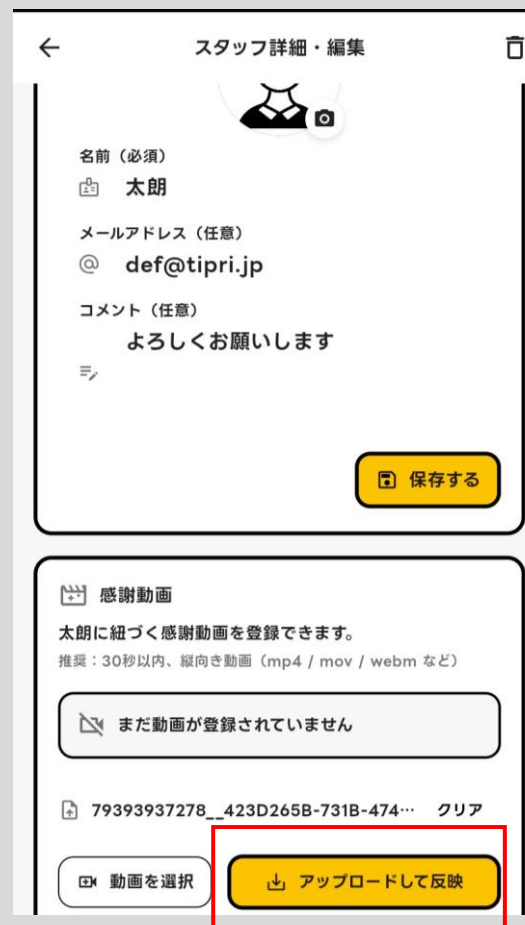 スタッフ詳細・編集
名前（必須）
太朗
メールアドレス（任意）
def@tipri.jp
コメント（任意）
よろしくお願いします
保存する
感謝動画
太朗に紐づく感謝動画を登録できます。
推奨：30秒以内、縦向き動画（mp4 / mov / webm など）
まだ動画が登録されていません
79393937278__423D265B-731B-474… クリア
動画を選択 アップロードして反映